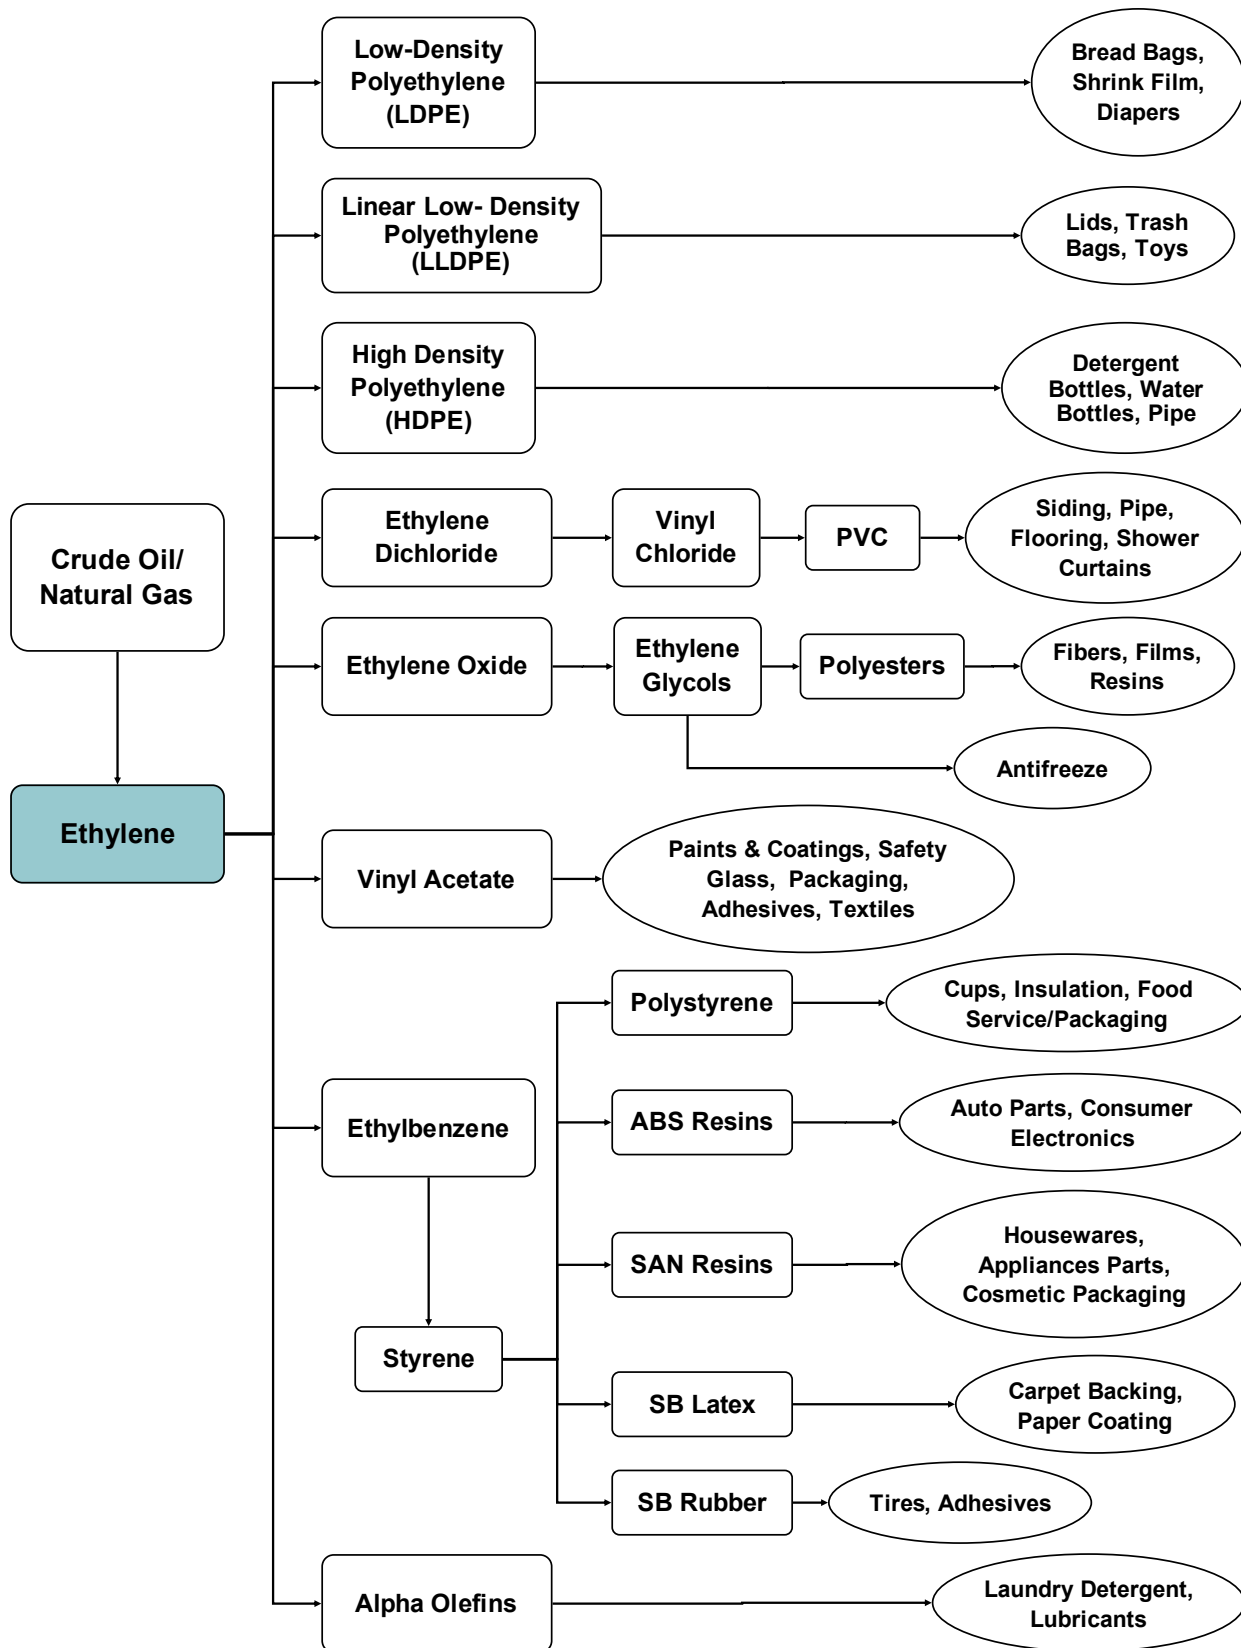 Low-Density
Polyethylene
(LDPE)
Bread Bags,
Shrink Film,
Diapers
Linear Low- Density
Polyethylene
(LLDPE)
Lids, Trash
Bags, Toys
High Density
Polyethylene
(HDPE)
Detergent
Bottles, Water
Bottles, Pipe
Crude Oil/
Natural Gas
Ethylene
Dichloride
Vinyl
Chloride
PVC
Siding, Pipe,
Flooring, Shower
Curtains
Ethylene Oxide
Ethylene
Glycols
Polyesters
Fibers, Films,
Resins
Antifreeze
Ethylene
Vinyl Acetate
Paints & Coatings, Safety
Glass, Packaging,
Adhesives, Textiles
Polystyrene
Cups, Insulation, Food
Service/Packaging
Ethylbenzene
ABS Resins
Auto Parts, Consumer
Electronics
SAN Resins
Housewares,
Appliances Parts,
Cosmetic Packaging
Styrene
SB Latex
Carpet Backing,
Paper Coating
SB Rubber
Tires, Adhesives
Alpha Olefins
Laundry Detergent,
Lubricants